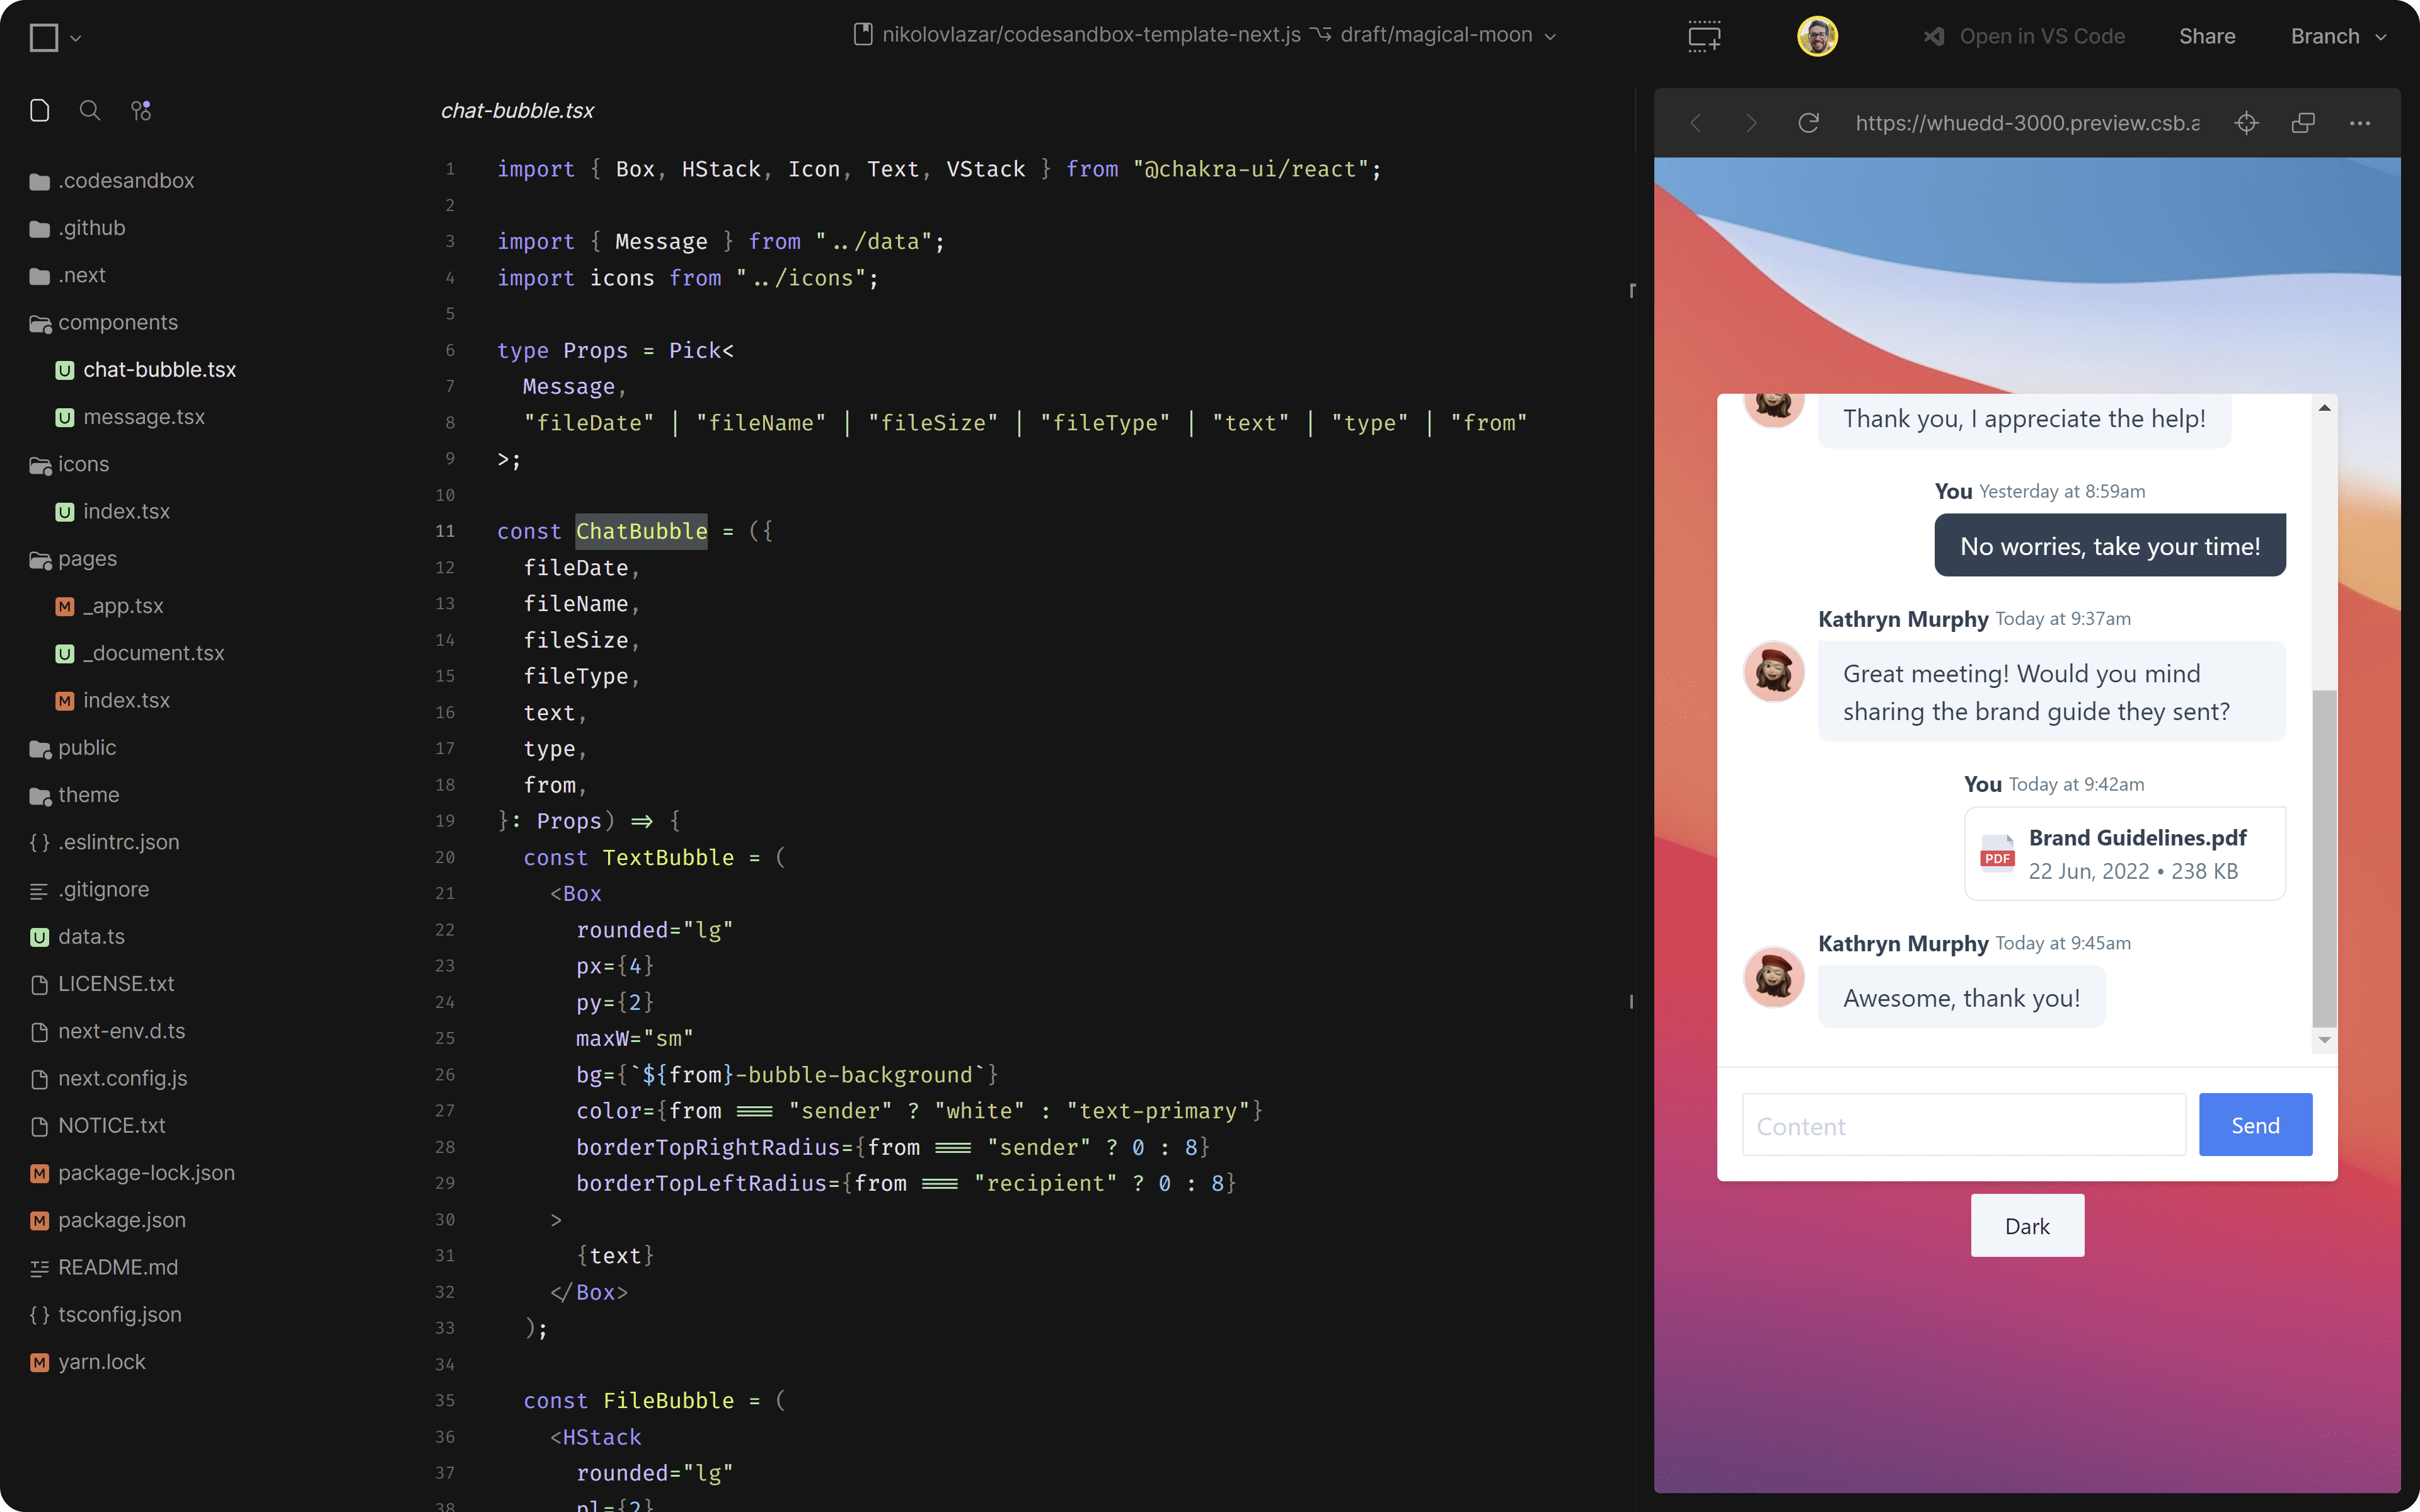 nikolovlazar/codesandbox-template-next.js draft/magical-moon
Open in VS Code
Share
Branch
.codesandbox
.github
.next
components
U chat-bubble.tsx
U message.tsx
icons
U index.tsx
pages
M _app.tsx
U _document.tsx
M index.tsx
public
theme
{ } .eslintrc.json
.gitignore
U data.ts
LICENSE.txt
next-env.d.ts
next.config.js
NOTICE.txt
M package-lock.json
M package.json
README.md
{ } tsconfig.json
M yarn.lock
chat-bubble.tsx
1 import { Box, HStack, Icon, Text, VStack } from "@chakra-ui/react";
2
3 import { Message } from "../data";
4 import icons from "../icons";
5
6 type Props = Pick<
7 Message,
8 "fileDate" | "fileName" | "fileSize" | "fileType" | "text" | "type" | "from"
9 >;
10
11 const ChatBubble = ({
12 fileDate,
13 fileName,
14 fileSize,
15 fileType,
16 text,
17 type,
18 from,
19 }: Props) => {
20 const TextBubble = (
21 <Box
22 rounded="lg"
23 px={4}
24 py={2}
25 maxW="sm"
26 bg={`${from}-bubble-background`}
27 color={from === "sender" ? "white" : "text-primary"}
28 borderTopRightRadius={from === "sender" ? 0 : 8}
29 borderTopLeftRadius={from === "recipient" ? 0 : 8}
30 >
31 {text}
32 </Box>
33 );
34
35 const FileBubble = (
36 <HStack
37 rounded="lg"
38 pl={2}
https://whuedd-3000.preview.csb.a
Thank you, I appreciate the help!
You Yesterday at 8:59am
No worries, take your time!
Kathryn Murphy Today at 9:37am
Great meeting! Would you mind
sharing the brand guide they sent?
You Today at 9:42am
PDF
Brand Guidelines.pdf
22 Jun, 2022 • 238 KB
Kathryn Murphy Today at 9:45am
Awesome, thank you!
Content
Send
Dark